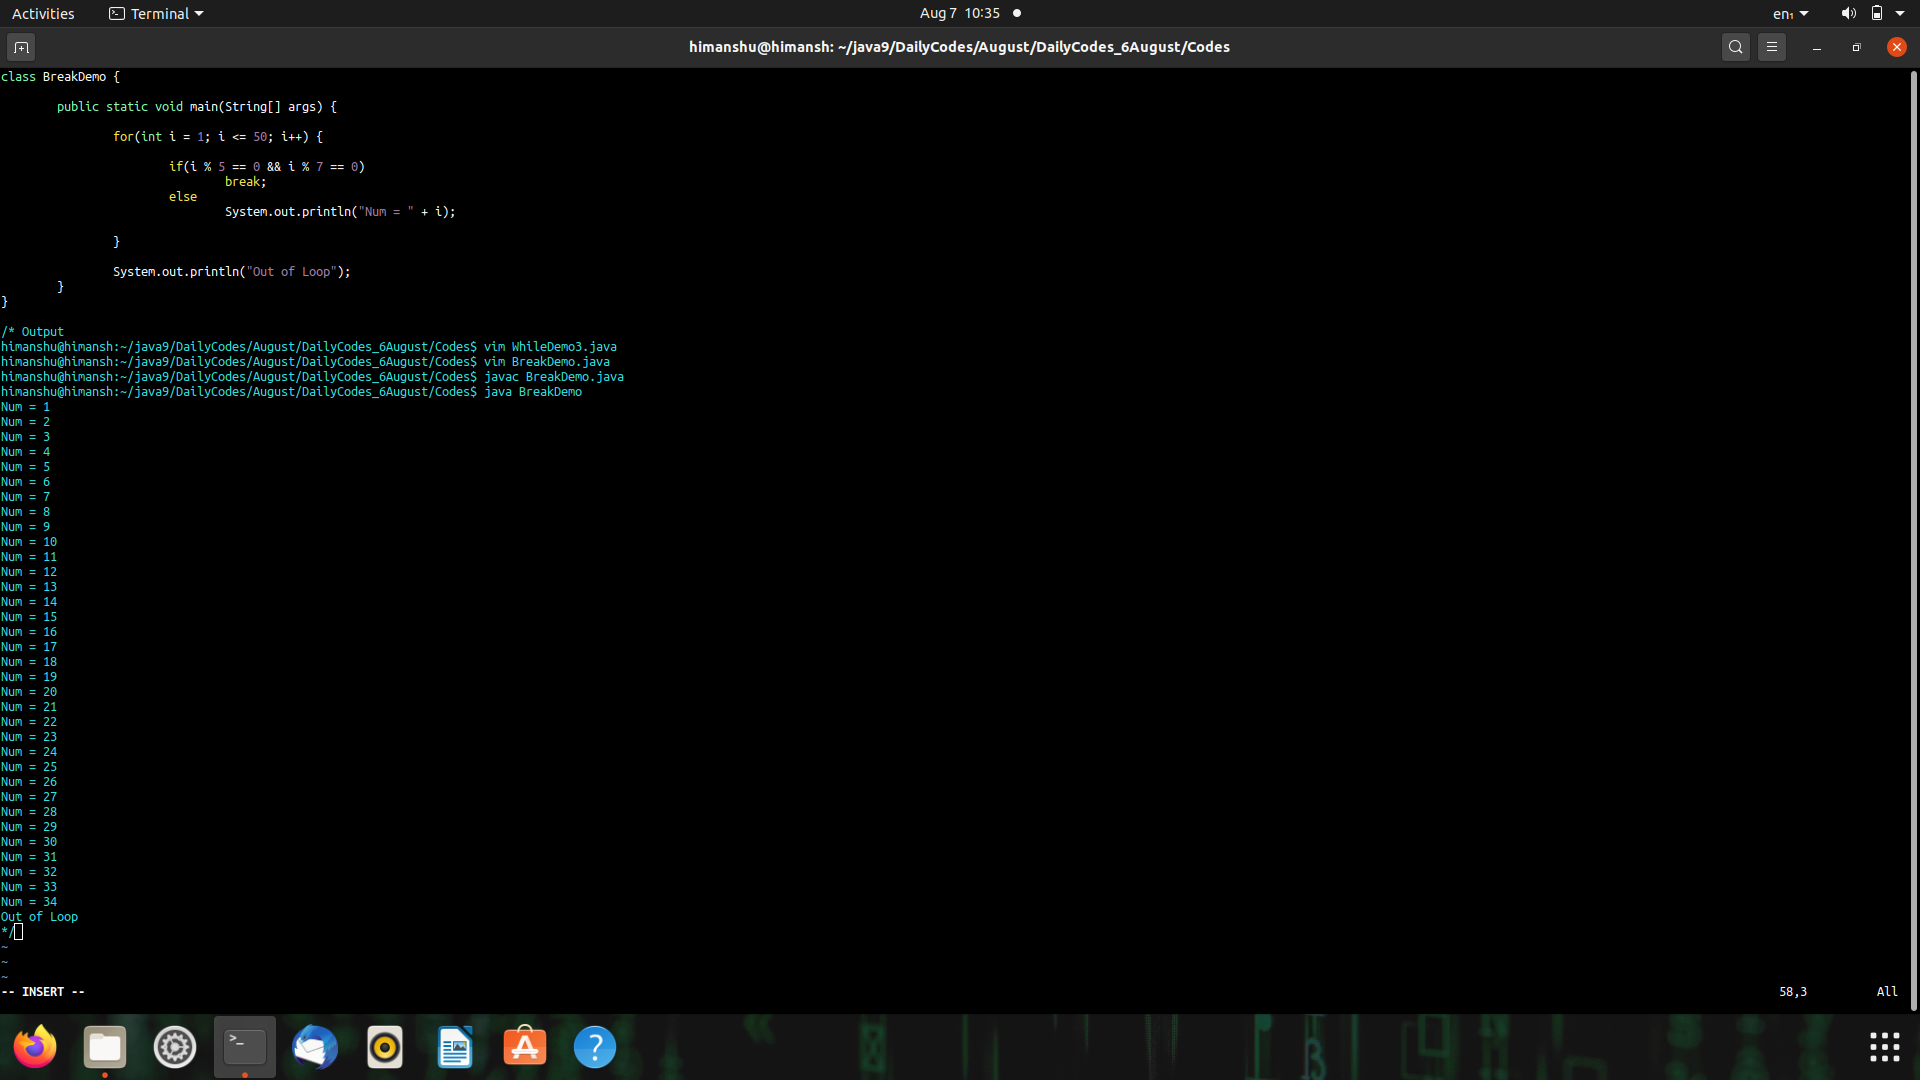 Activities
Terminal
Aug 7 10:35
en₁
himanshu@himansh: ~/java9/DailyCodes/August/DailyCodes_6August/Codes
class BreakDemo {
public static void main(String[] args) {
for(int i = 1; i <= 50; i++) {
if(i % 5 == 0 && i % 7 == 0)
break;
else
System.out.println("Num = " + i);
}
System.out.println("Out of Loop");
}
}
/* Output
himanshu@himansh:~/java9/DailyCodes/August/DailyCodes_6August/Codes$ vim WhileDemo3.java
himanshu@himansh:~/java9/DailyCodes/August/DailyCodes_6August/Codes$ vim BreakDemo.java
himanshu@himansh:~/java9/DailyCodes/August/DailyCodes_6August/Codes$ javac BreakDemo.java
himanshu@himansh:~/java9/DailyCodes/August/DailyCodes_6August/Codes$ java BreakDemo
Num = 1
Num = 2
Num = 3
Num = 4
Num = 5
Num = 6
Num = 7
Num = 8
Num = 9
Num = 10
Num = 11
Num = 12
Num = 13
Num = 14
Num = 15
Num = 16
Num = 17
Num = 18
Num = 19
Num = 20
Num = 21
Num = 22
Num = 23
Num = 24
Num = 25
Num = 26
Num = 27
Num = 28
Num = 29
Num = 30
Num = 31
Num = 32
Num = 33
Num = 34
Out of Loop
*/
~
~
~
-- INSERT -- 58,3 All